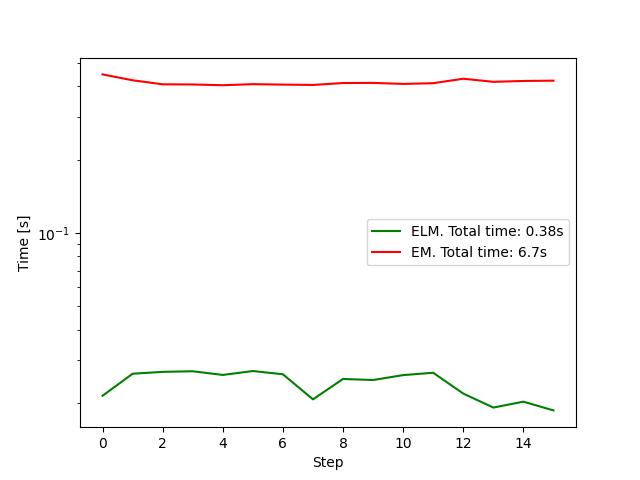 Time [s]
10⁻¹
ELM. Total time: 0.38s
EM. Total time: 6.7s
0 2 4 6 8 10 12 14
Step